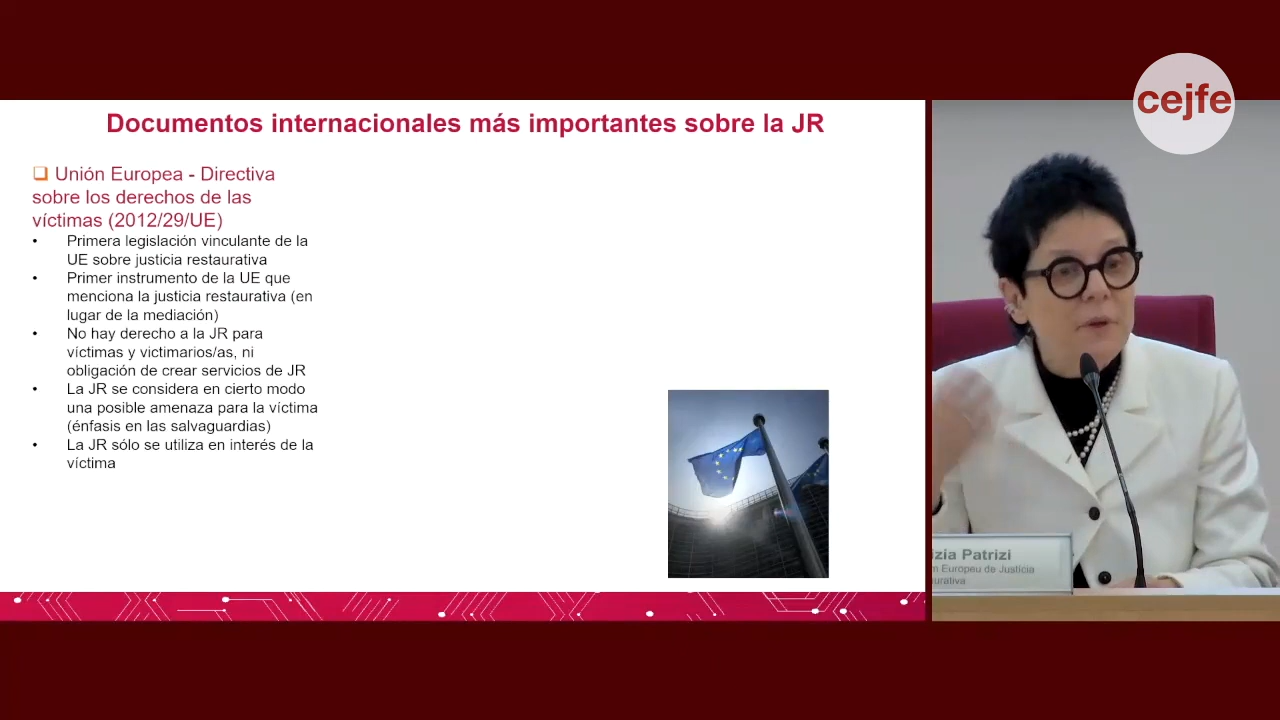 cejfe
Documentos internacionales más importantes sobre la JR
❑ Unión Europea - Directiva
sobre los derechos de las
víctimas (2012/29/UE)
• Primera legislación vinculante de la
UE sobre justicia restaurativa
• Primer instrumento de la UE que
menciona la justicia restaurativa (en
lugar de la mediación)
• No hay derecho a la JR para
víctimas y victimarios/as, ni
obligación de crear servicios de JR
• La JR se considera en cierto modo
una posible amenaza para la víctima
(énfasis en las salvaguardias)
• La JR sólo se utiliza en interés de la
víctima
izia Patrizi
m Europeu de Justícia
urativa